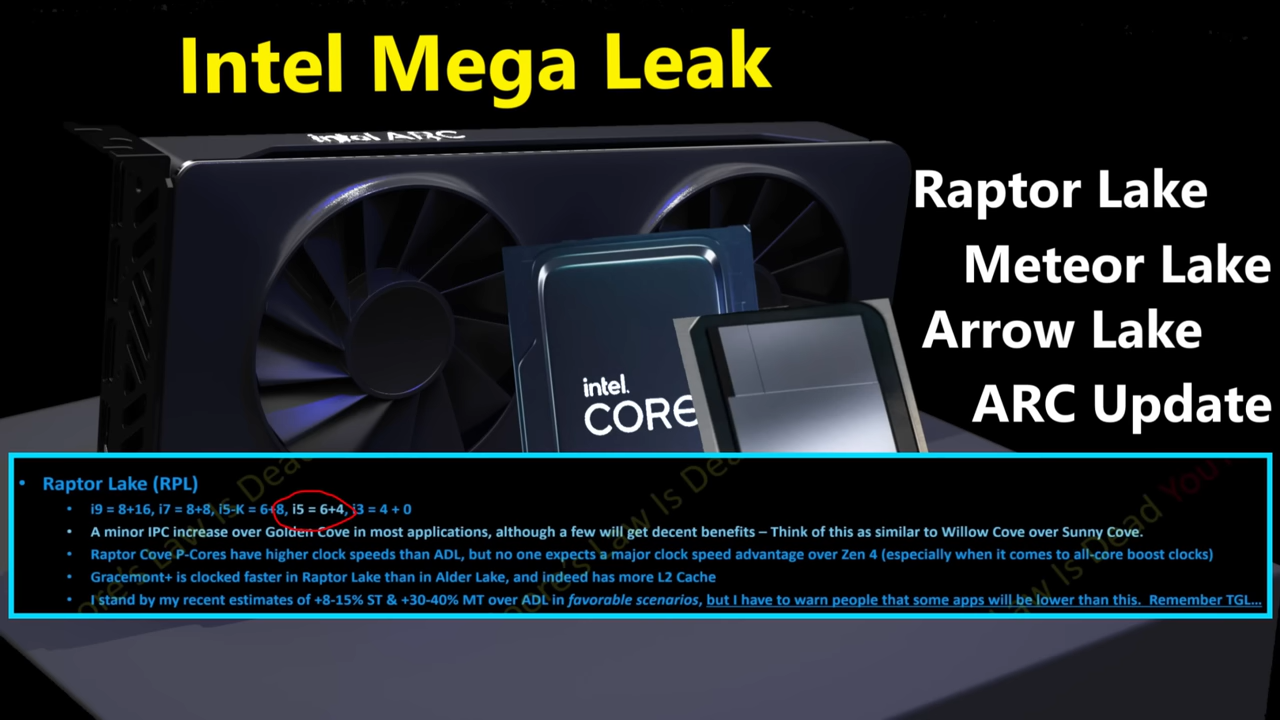 Intel Mega Leak
intel ARC
Raptor Lake
Meteor Lake
Arrow Lake
ARC Update
intel.
CORE
• Raptor Lake (RPL)
• i9 = 8+16, i7 = 8+8, i5-K = 6+8, i5 = 6+4, i3 = 4 + 0
• A minor IPC increase over Golden Cove in most applications, although a few will get decent benefits – Think of this as similar to Willow Cove over Sunny Cove.
• Raptor Cove P-Cores have higher clock speeds than ADL, but no one expects a major clock speed advantage over Zen 4 (especially when it comes to all-core boost clocks)
• Gracemont+ is clocked faster in Raptor Lake than in Alder Lake, and indeed has more L2 Cache
• I stand by my recent estimates of +8-15% ST & +30-40% MT over ADL in favorable scenarios, but I have to warn people that some apps will be lower than this.  Remember TGL...